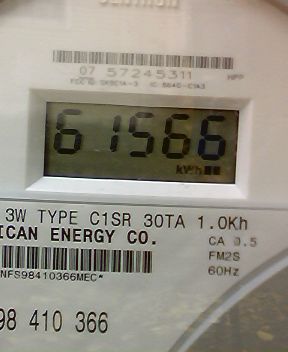 07 57245311 HPP
61566
kWh
3W TYPE C1SR 30TA 1.0Kh
ICAN ENERGY CO.
CA 0.5
FM2S
60Hz
NFS98410366MEC*
98 410 366